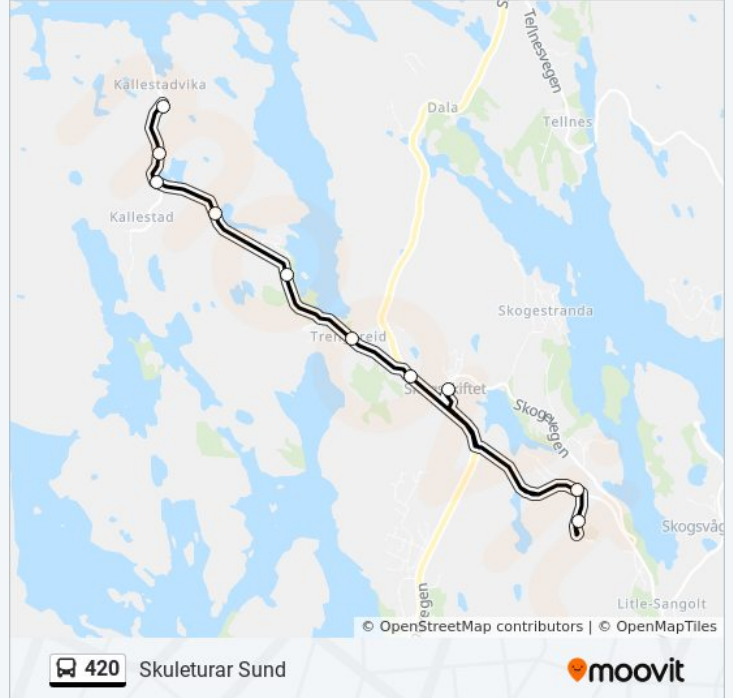 Tellnesvegen
Kallestadvika
Dala
Tellnes
Kallestad
Skogestranda
Skogevegen
Skogsvåg
Litle-Sangolt
© OpenStreetMap contributors | © OpenMapTiles
420 Skuleturar Sund
moovit